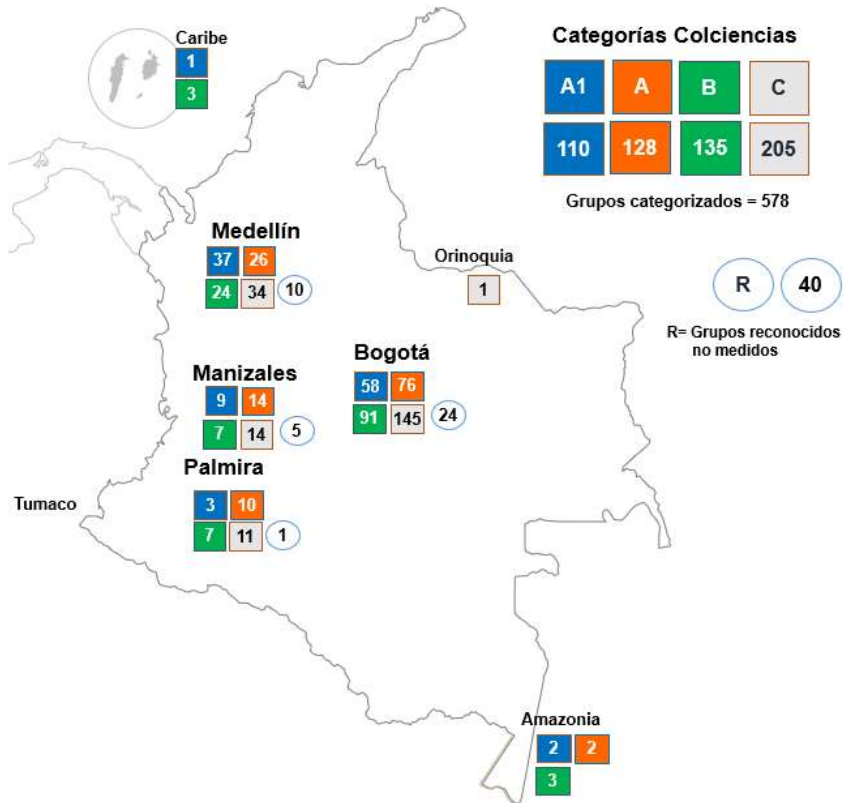 Caribe
1
3
Categorías Colciencias
A1 A B C
110 128 135 205
Grupos categorizados = 578
Medellín
37 26
24 34 10
Orinoquia
1
R 40
R= Grupos reconocidos
no medidos
Bogotá
58 76
91 145 24
Manizales
9 14
7 14 5
Palmira
3 10
7 11 1
Tumaco
Amazonia
2 2
3